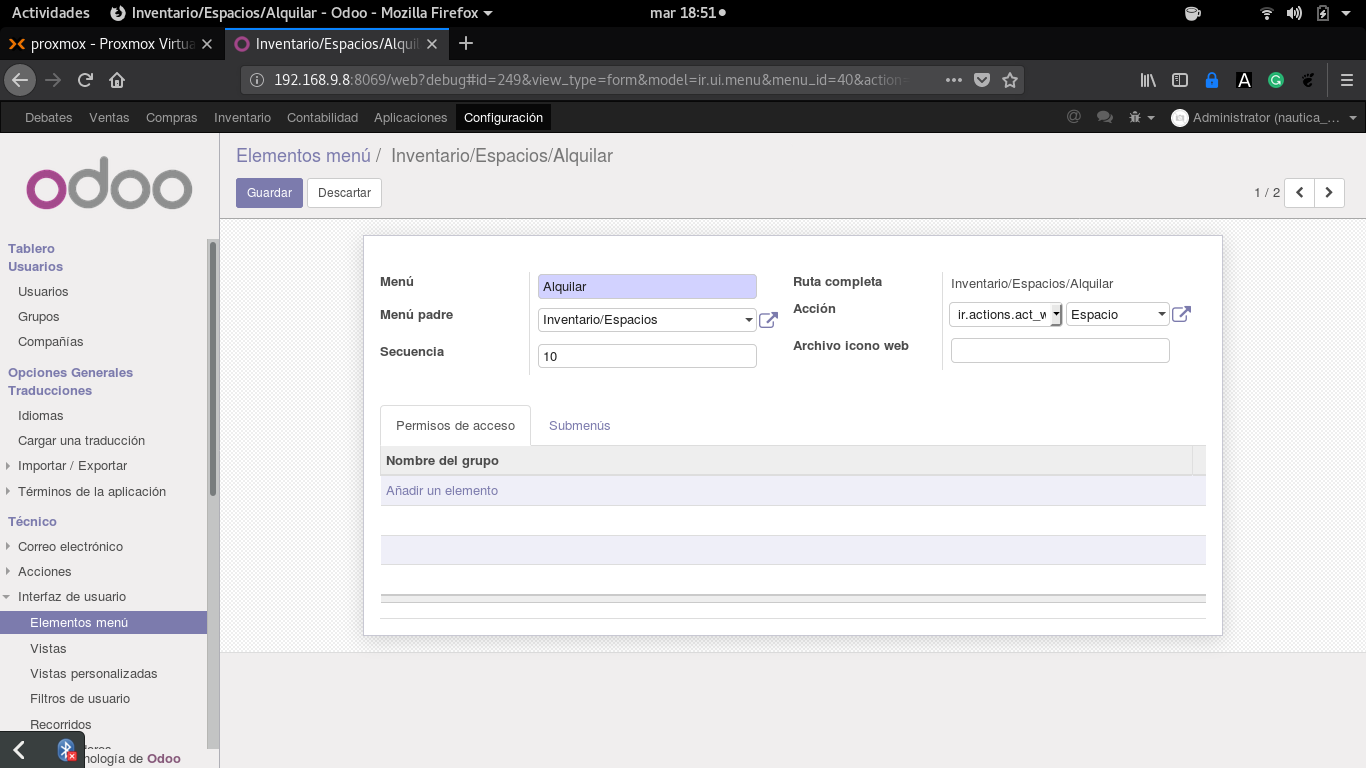 Actividades Inventario/Espacios/Alquilar - Odoo - Mozilla Firefox mar 18:51
proxmox - Proxmox Virtua Inventario/Espacios/Alquil
192.168.9.8:8069/web?debug#id=249&view_type=form&model=ir.ui.menu&menu_id=40&action=
Debates Ventas Compras Inventario Contabilidad Aplicaciones Configuración Administrator (nautica_...
odoo
Elementos menú / Inventario/Espacios/Alquilar
Guardar Descartar 1 / 2
Tablero
Usuarios
Usuarios
Grupos
Compañías
Opciones Generales
Traducciones
Idiomas
Cargar una traducción
Importar / Exportar
Términos de la aplicación
Técnico
Correo electrónico
Acciones
Interfaz de usuario
Elementos menú
Vistas
Vistas personalizadas
Filtros de usuario
Recorridos
nología de Odoo
Menú Alquilar
Menú padre Inventario/Espacios
Secuencia 10
Ruta completa Inventario/Espacios/Alquilar
Acción ir.actions.act_w Espacio
Archivo icono web
Permisos de acceso Submenús
Nombre del grupo
Añadir un elemento